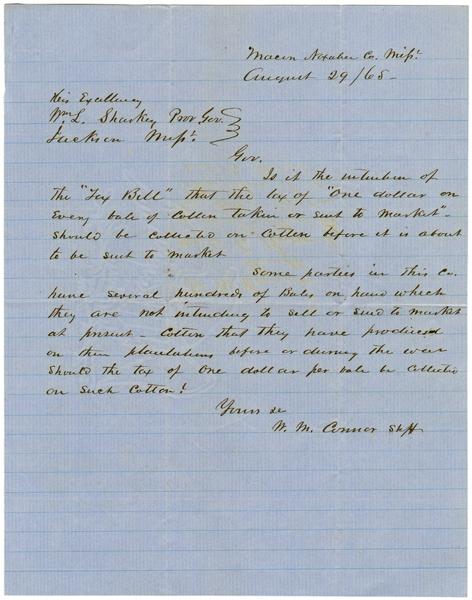 Macon Noxubee Co. Misst.
August 29/65-
His Excellency
Wm. L. Sharkey Prov. Gov.
Jackson Misst.
Gov.
Is it the intention of
the "Tax Bill" that the tax of "One dollar on
Every bale of Cotton taken or sent to market"-
should be collected on Cotton before it is about
to be sent to market
Some parties in this Co.
have several hundreds of Bales on hand which
they are not intending to sell or send to market
at present - Cotton that they have produced
on their plantations before or during the war
should the tax of One dollar per bale be collected
on such Cotton?
Yours &c
W. M. Connor Shff